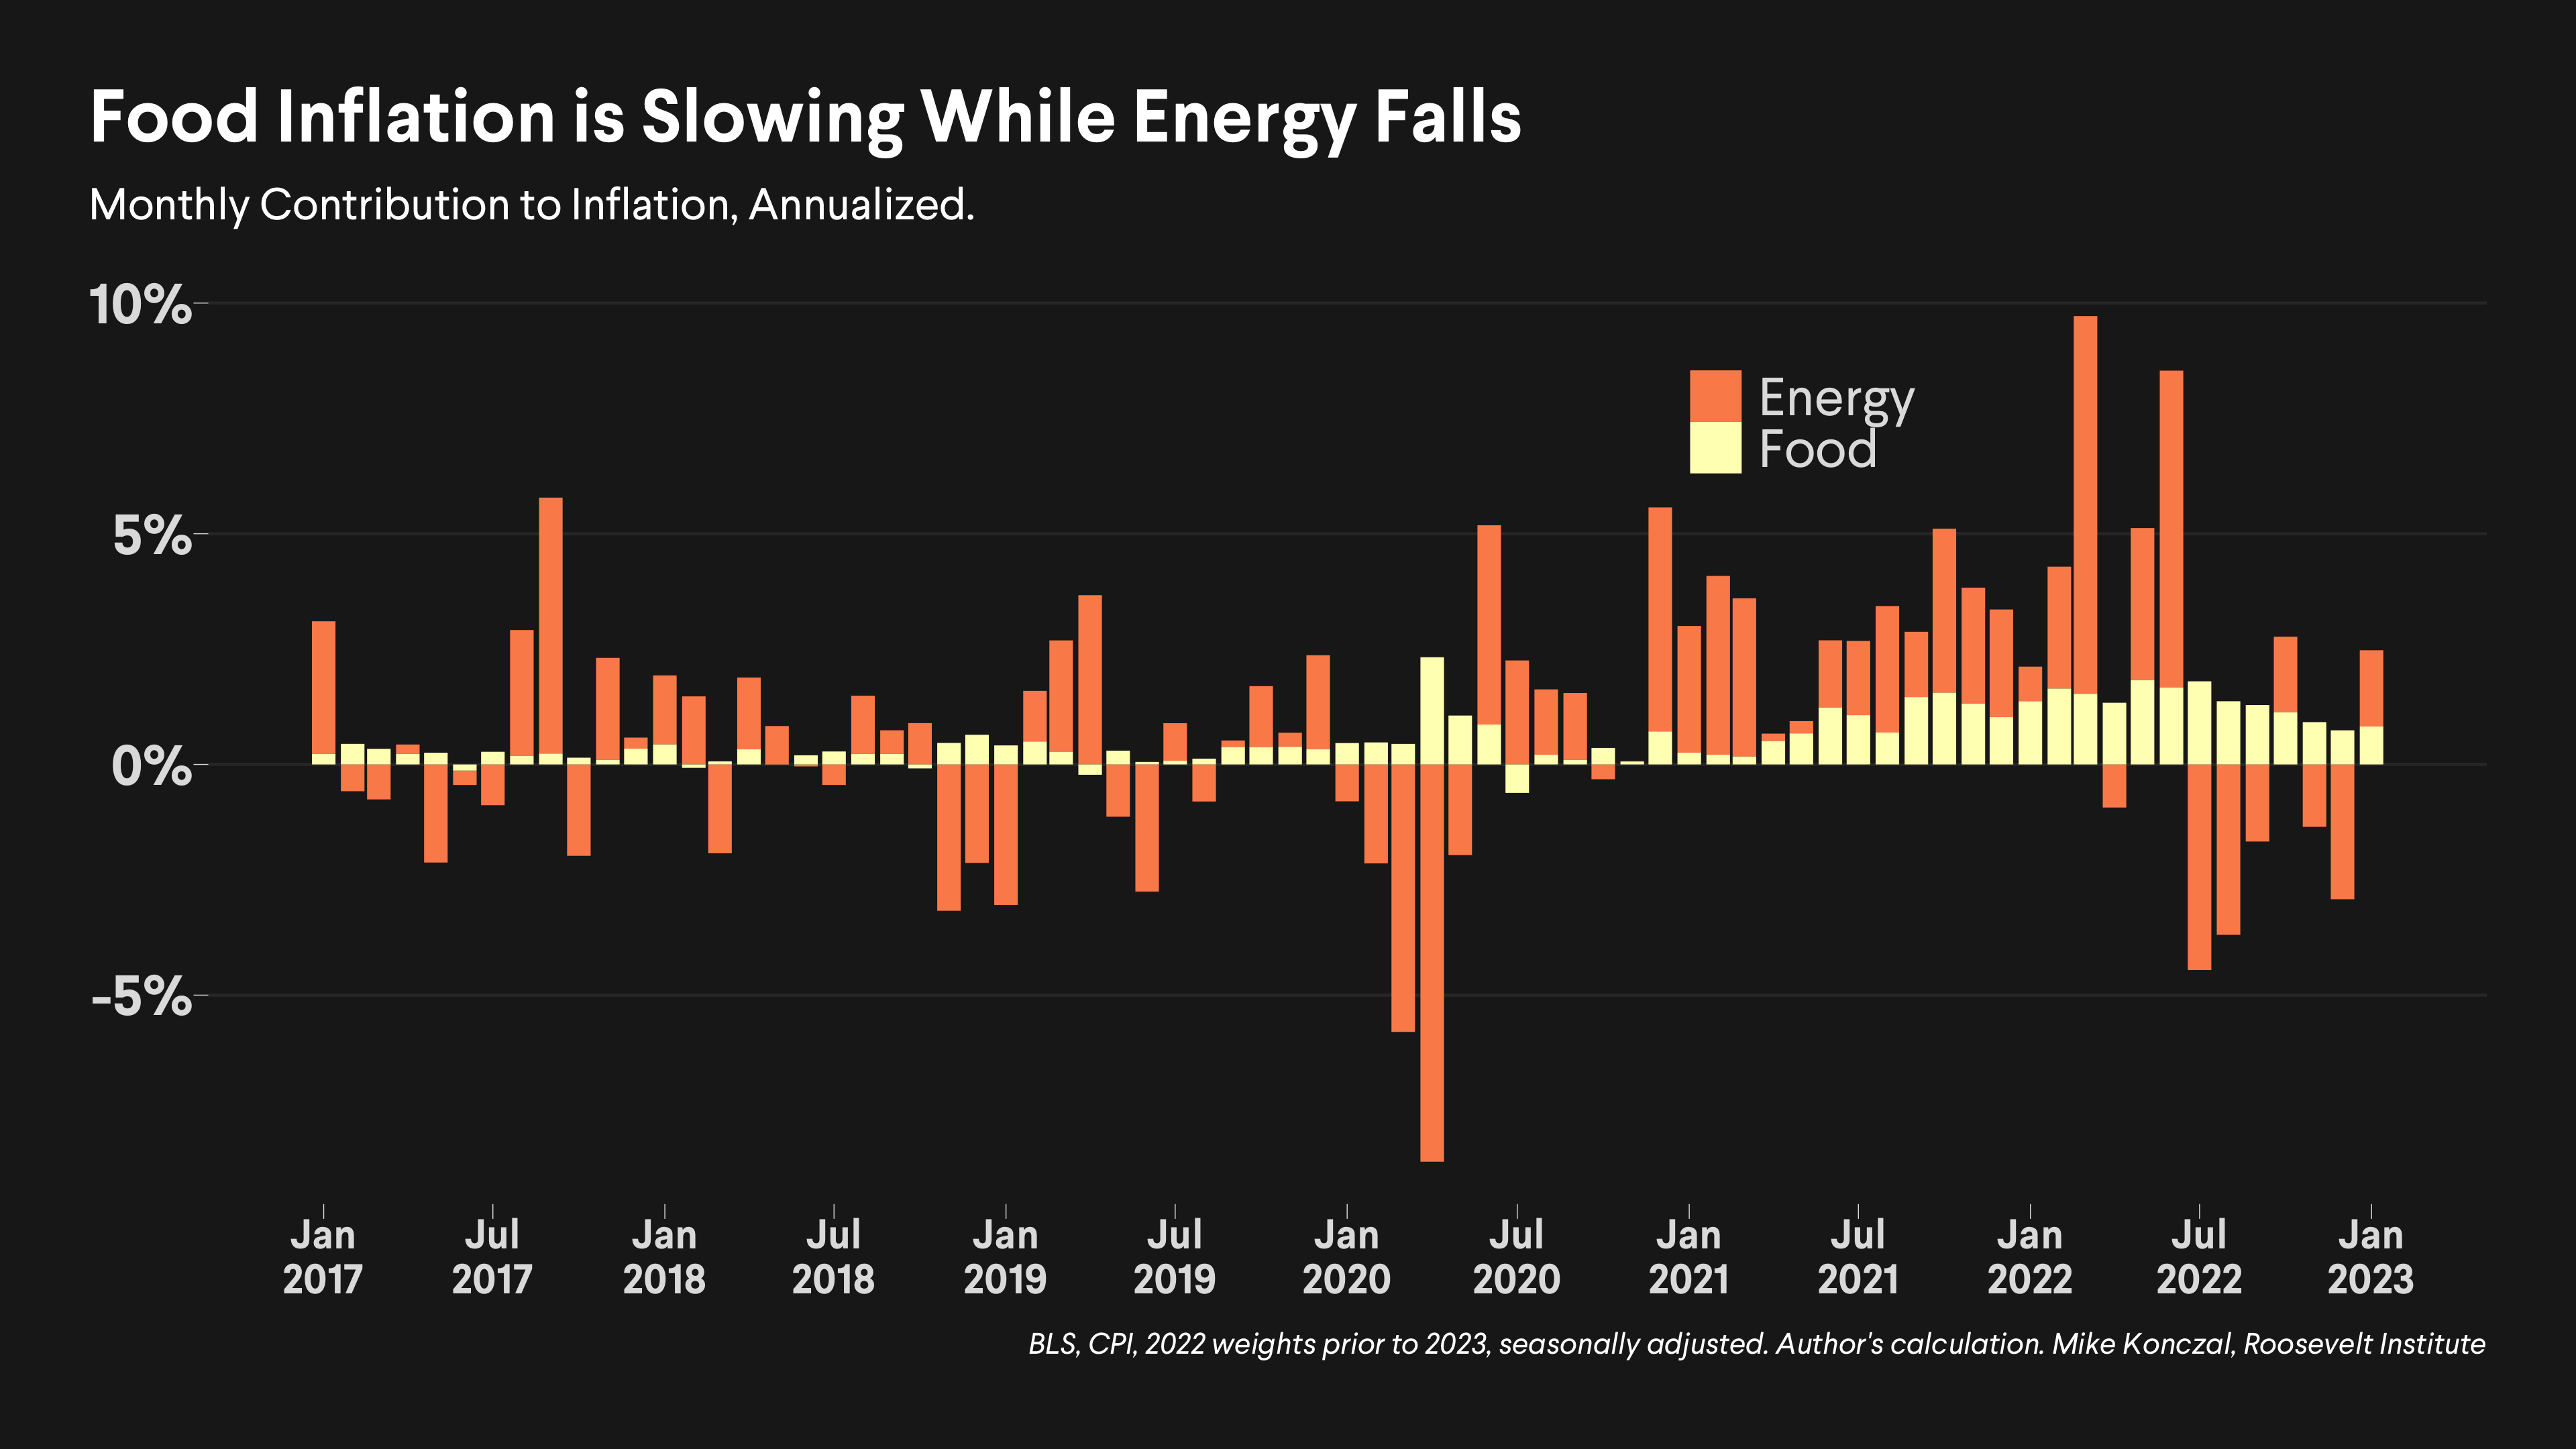 Food Inflation is Slowing While Energy Falls
Monthly Contribution to Inflation, Annualized.
10%
5%
0%
-5%
Energy
Food
Jan Jul Jan Jul Jan Jul Jan Jul Jan Jul Jan Jul Jan
2017 2017 2018 2018 2019 2019 2020 2020 2021 2021 2022 2022 2023
BLS, CPI, 2022 weights prior to 2023, seasonally adjusted. Author's calculation. Mike Konczal, Roosevelt Institute